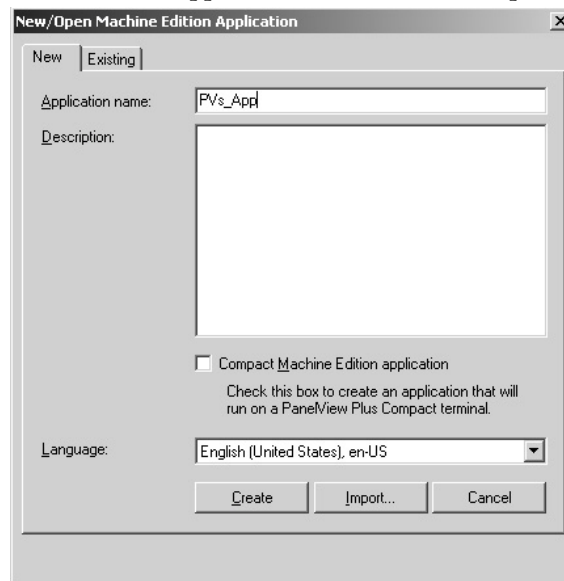 New/Open Machine Edition Application
New Existing
Application name: PVs_App
Description:
Compact Machine Edition application
Check this box to create an application that will
run on a PanelView Plus Compact terminal.
Language: English (United States), en-US
Create Import... Cancel